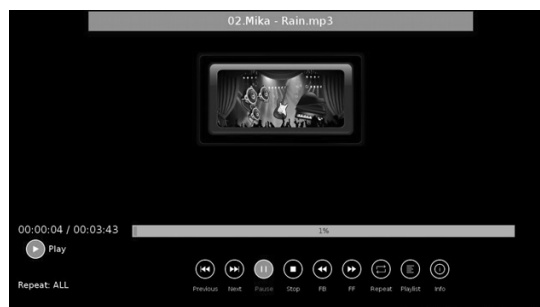 02.Mika - Rain.mp3
00:00:04 / 00:03:43
1%
Play
Previous Next Pause Stop FB FF Repeat Playlist Info
Repeat: ALL